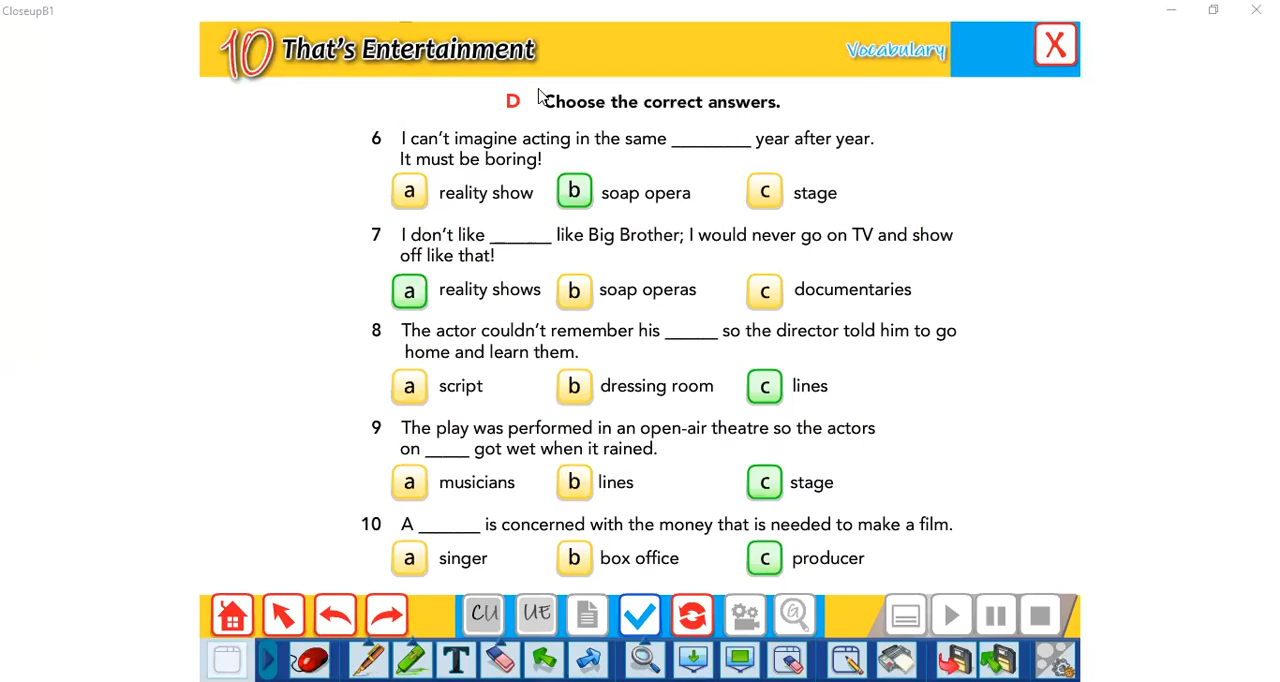 CloseupB1
10 That's Entertainment Vocabulary X
D Choose the correct answers.
6 I can't imagine acting in the same _________ year after year.
It must be boring!
a reality show b soap opera c stage
7 I don't like _______ like Big Brother; I would never go on TV and show
off like that!
a reality shows b soap operas c documentaries
8 The actor couldn't remember his ______ so the director told him to go
home and learn them.
a script b dressing room c lines
9 The play was performed in an open-air theatre so the actors
on _____ got wet when it rained.
a musicians b lines c stage
10 A _______ is concerned with the money that is needed to make a film.
a singer b box office c producer
CU UE G
T